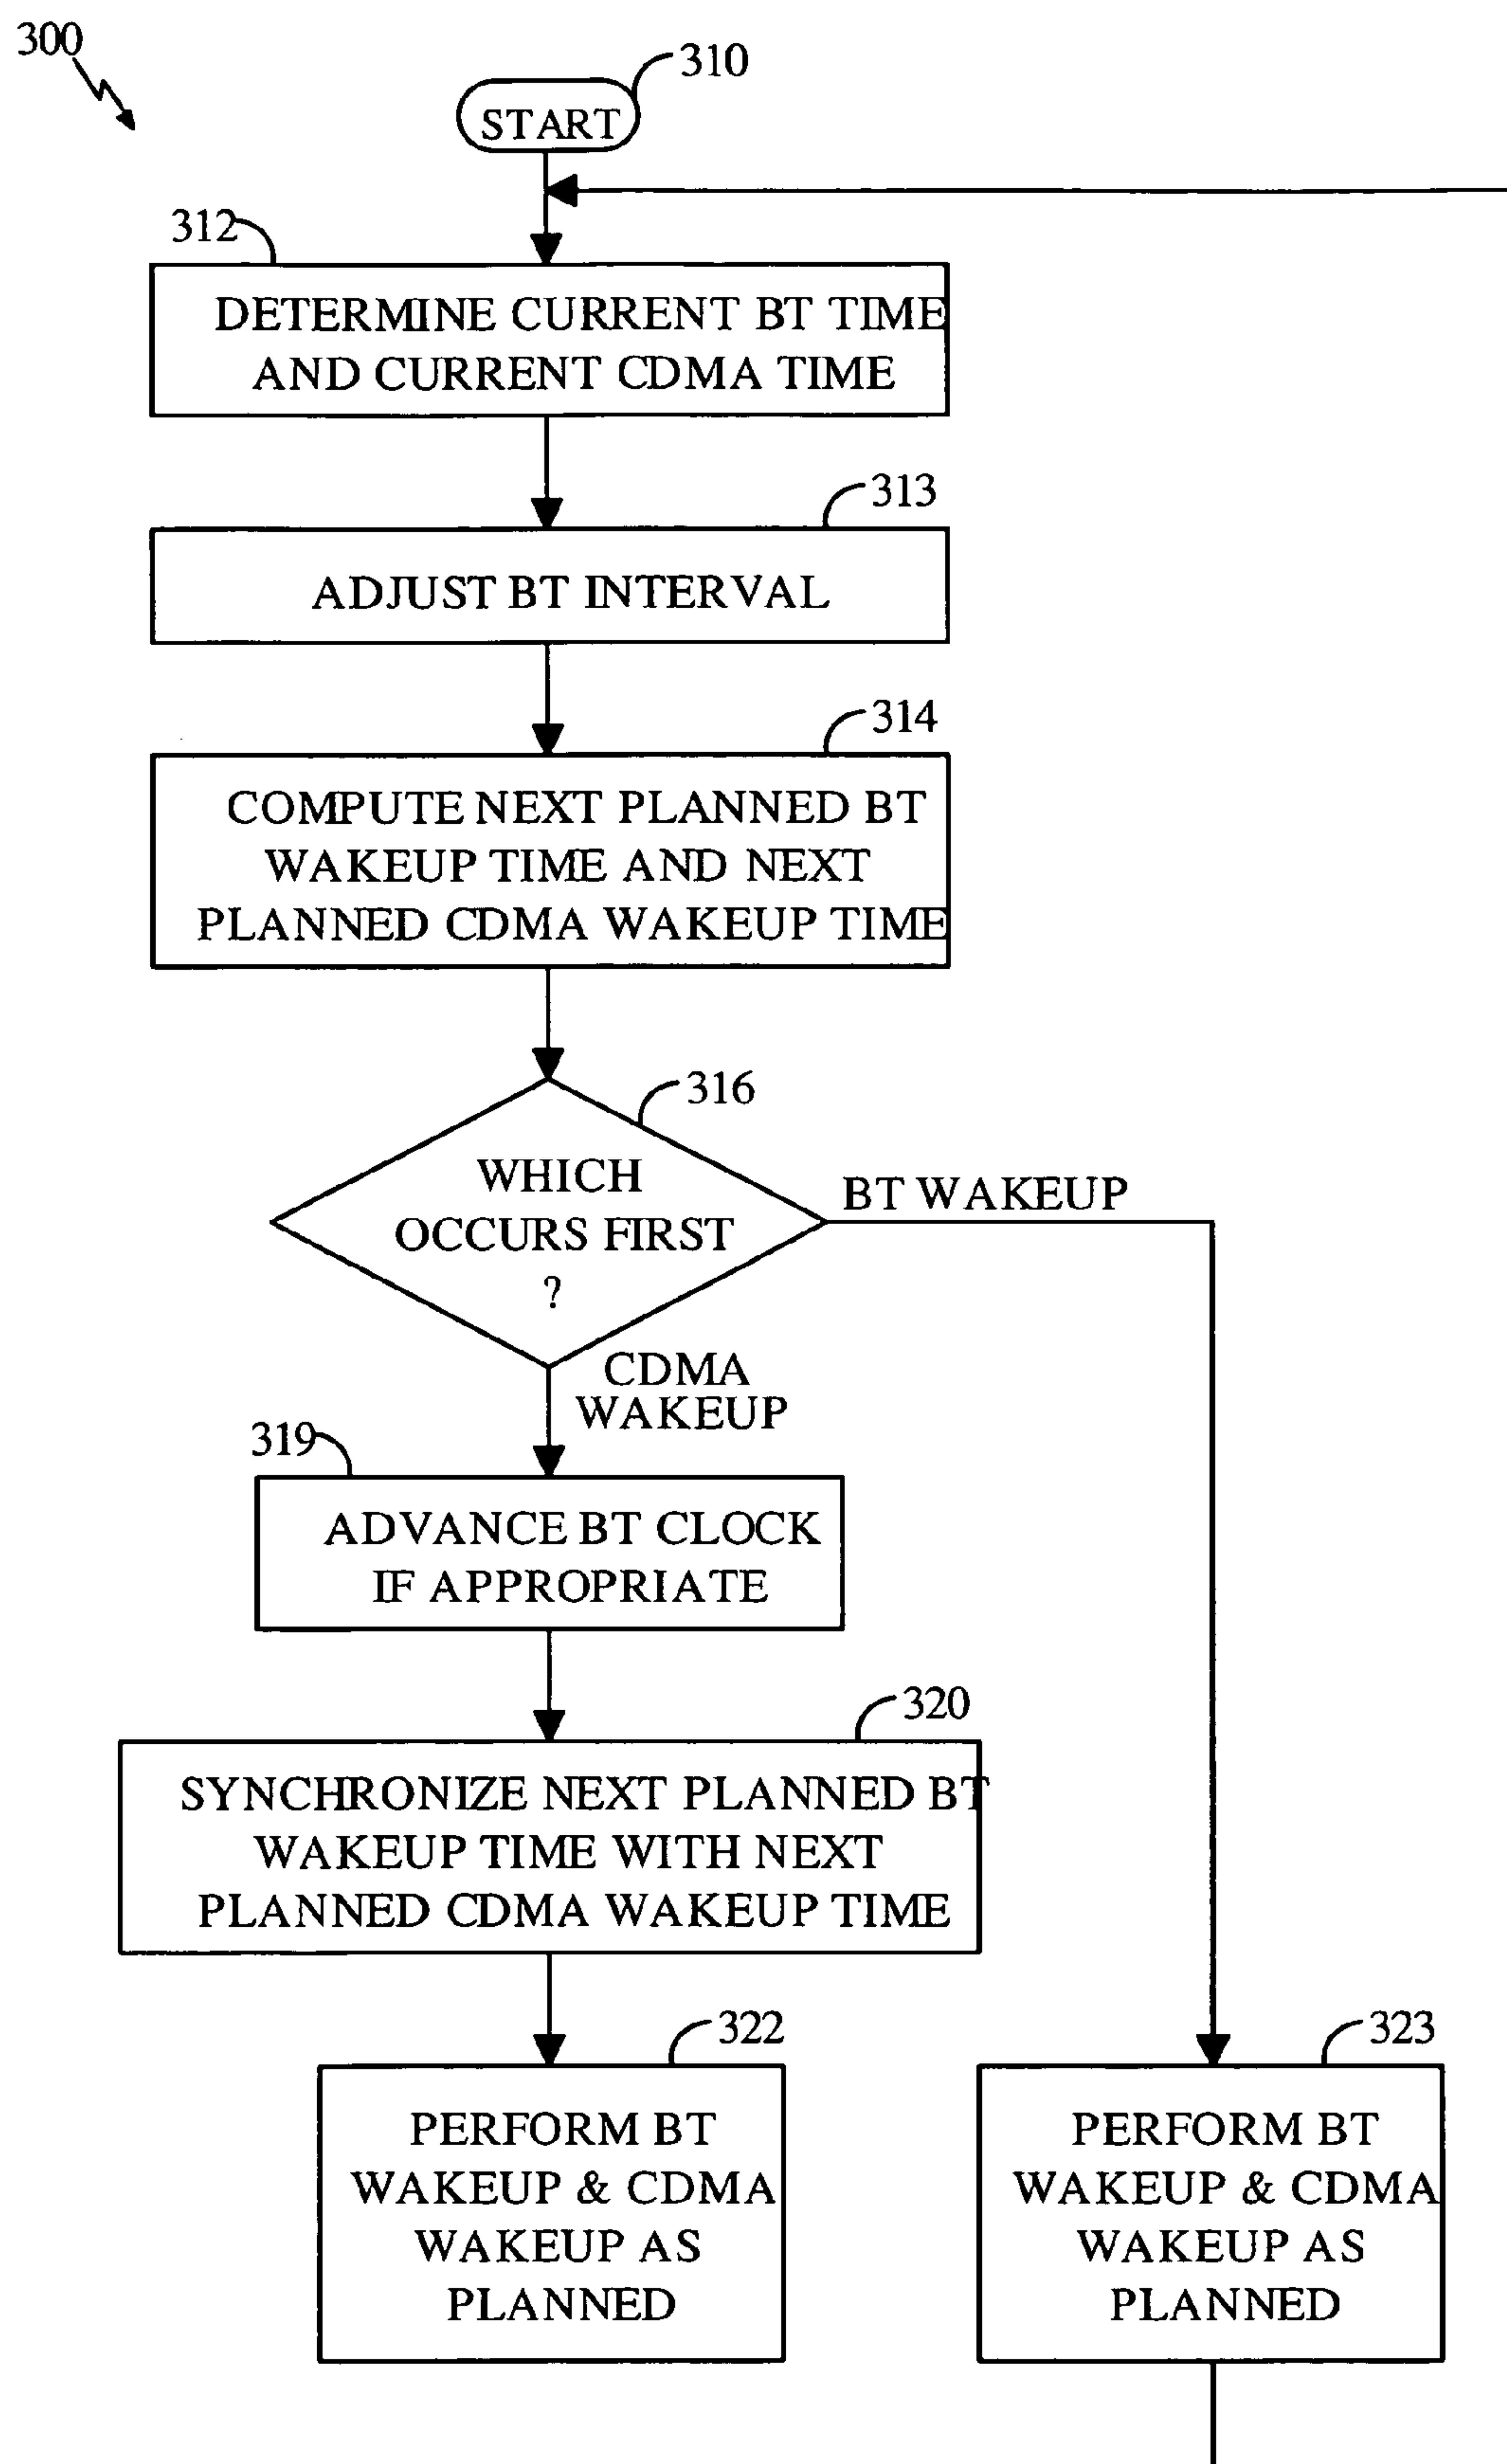 300
310
START
312
DETERMINE CURRENT BT TIME
AND CURRENT CDMA TIME
313
ADJUST BT INTERVAL
314
COMPUTE NEXT PLANNED BT
WAKEUP TIME AND NEXT
PLANNED CDMA WAKEUP TIME
316
WHICH
OCCURS FIRST
?
BT WAKEUP
CDMA
WAKEUP
319
ADVANCE BT CLOCK
IF APPROPRIATE
320
SYNCHRONIZE NEXT PLANNED BT
WAKEUP TIME WITH NEXT
PLANNED CDMA WAKEUP TIME
322
PERFORM BT
WAKEUP & CDMA
WAKEUP AS
PLANNED
323
PERFORM BT
WAKEUP & CDMA
WAKEUP AS
PLANNED